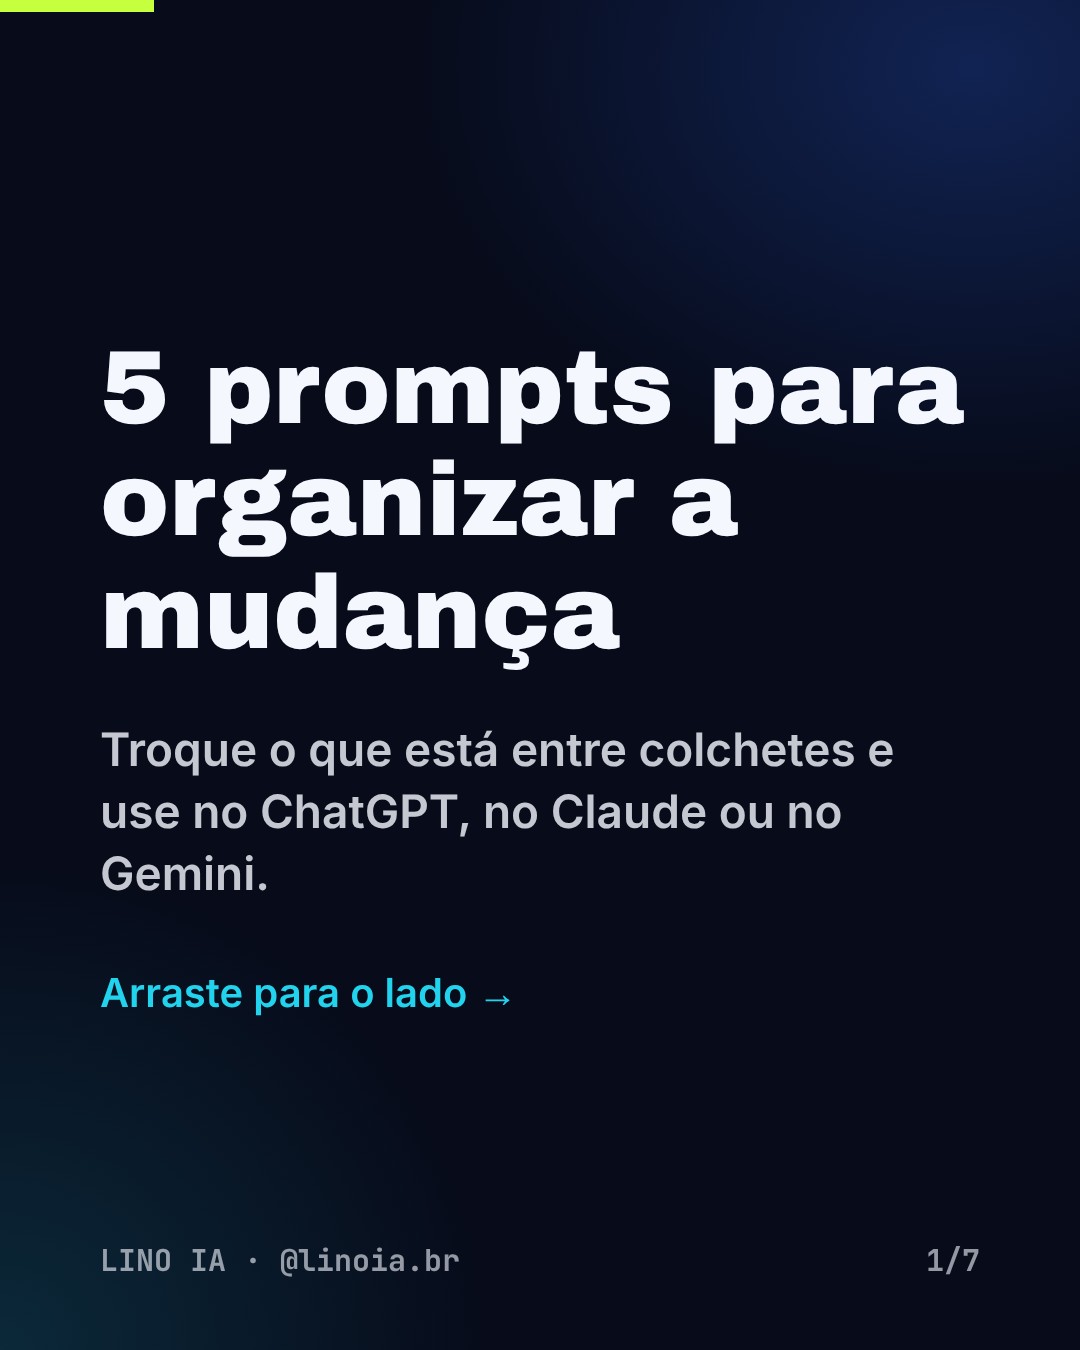 5 prompts para
organizar a
mudança
Troque o que está entre colchetes e
use no ChatGPT, no Claude ou no
Gemini.
Arraste para o lado →
LINO IA · @linoia.br
1/7